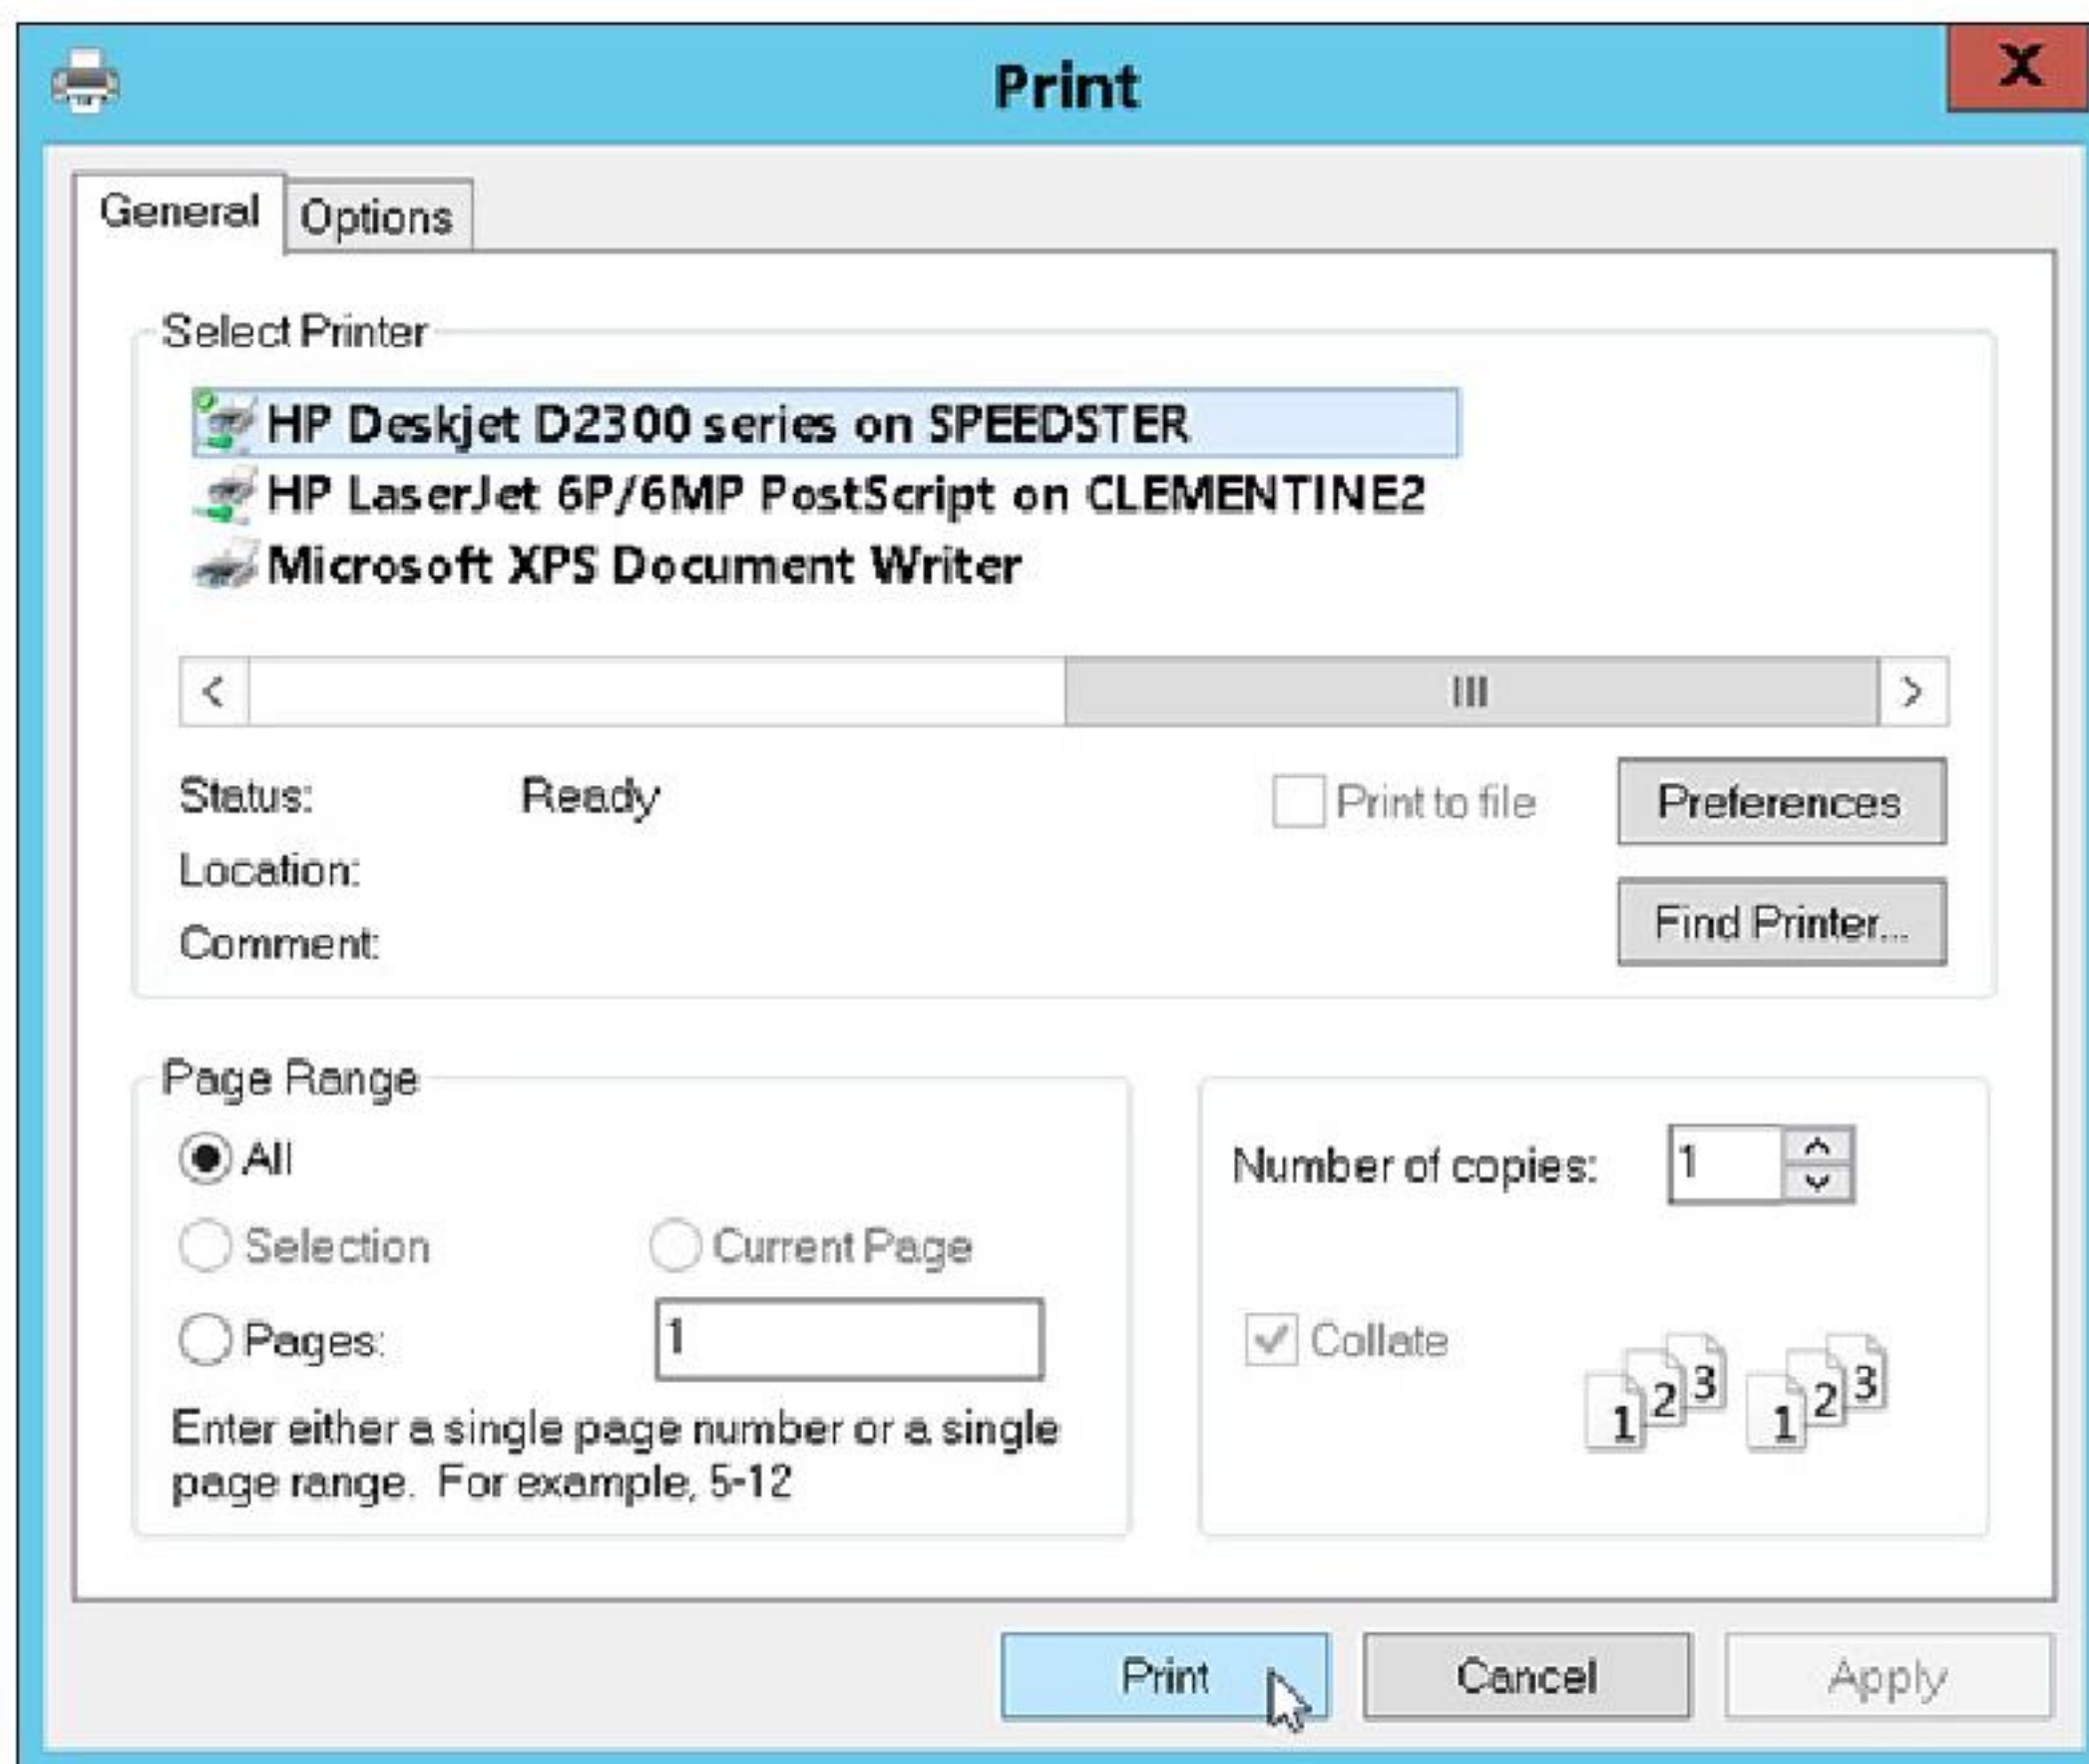 Print
X
General Options
Select Printer
HP Deskjet D2300 series on SPEEDSTER
HP LaserJet 6P/6MP PostScript on CLEMENTINE2
Microsoft XPS Document Writer
Status: Ready
Print to file
Preferences
Location:
Find Printer...
Comment:
Page Range
All
Selection
Current Page
Pages: 1
Enter either a single page number or a single
page range. For example, 5-12
Number of copies: 1
Collate
1 2 3 1 2 3
Print Cancel Apply